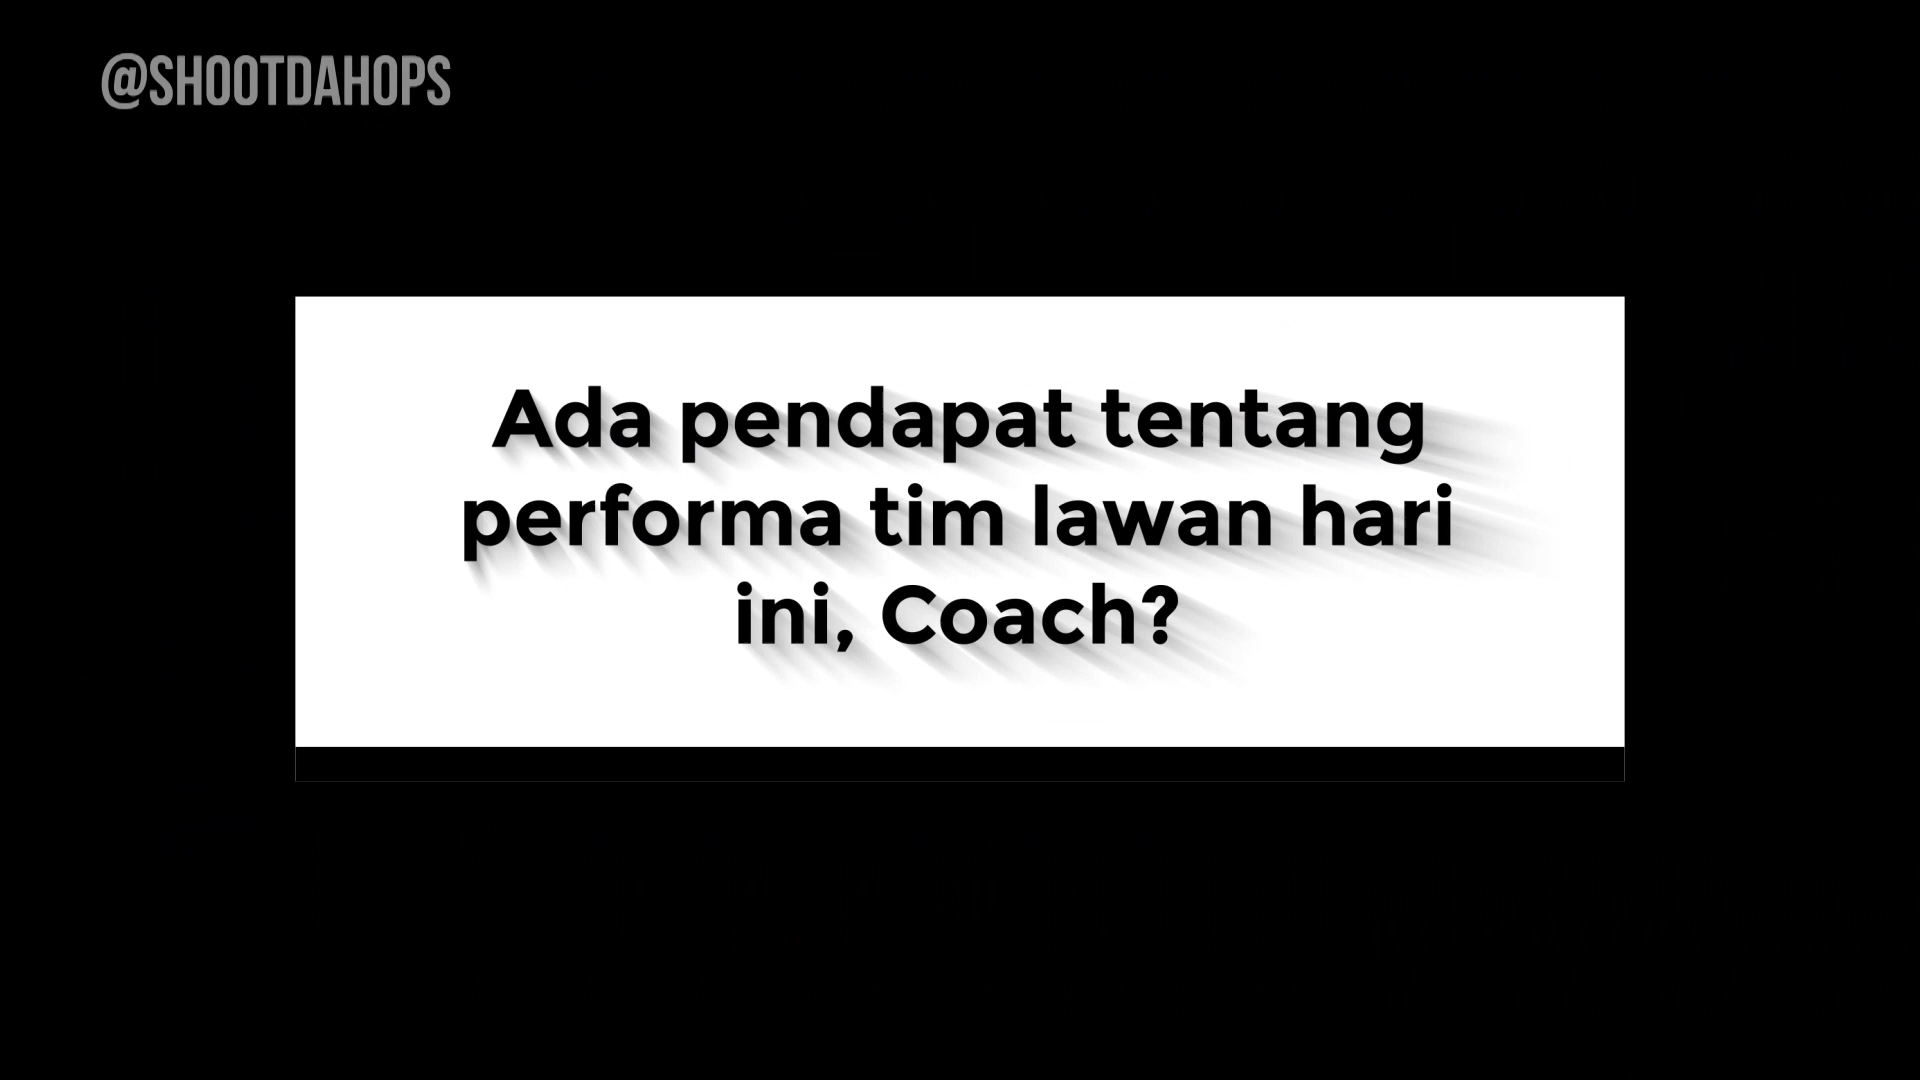 @SHOOTDAHOPS
Ada pendapat tentang
performa tim lawan hari
ini, Coach?